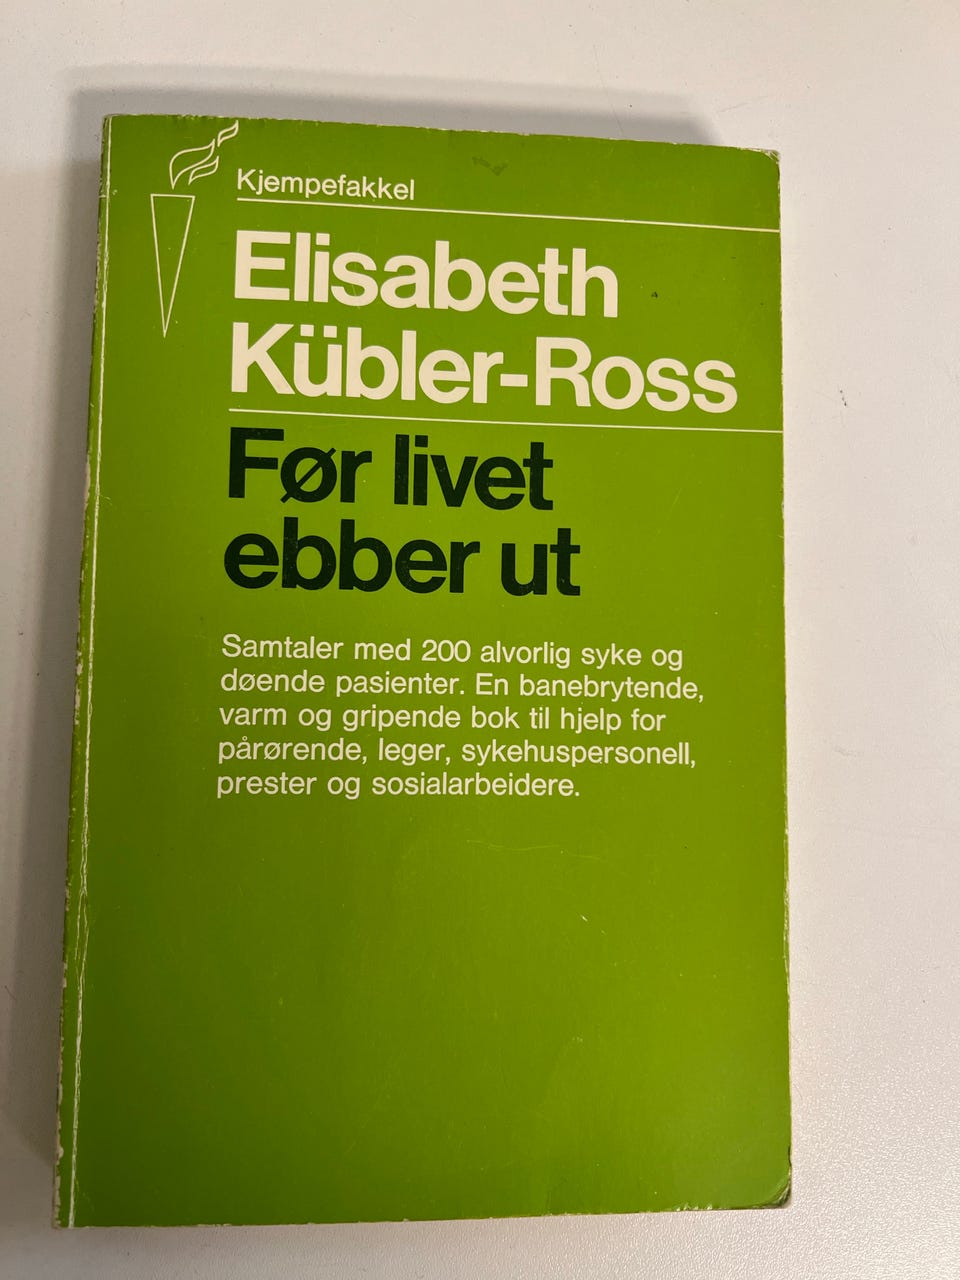 Kjempefakkel
Elisabeth
Kübler-Ross
Før livet
ebber ut
Samtaler med 200 alvorlig syke og
døende pasienter. En banebrytende,
varm og gripende bok til hjelp for
pårørende, leger, sykehuspersonell,
prester og sosialarbeidere.